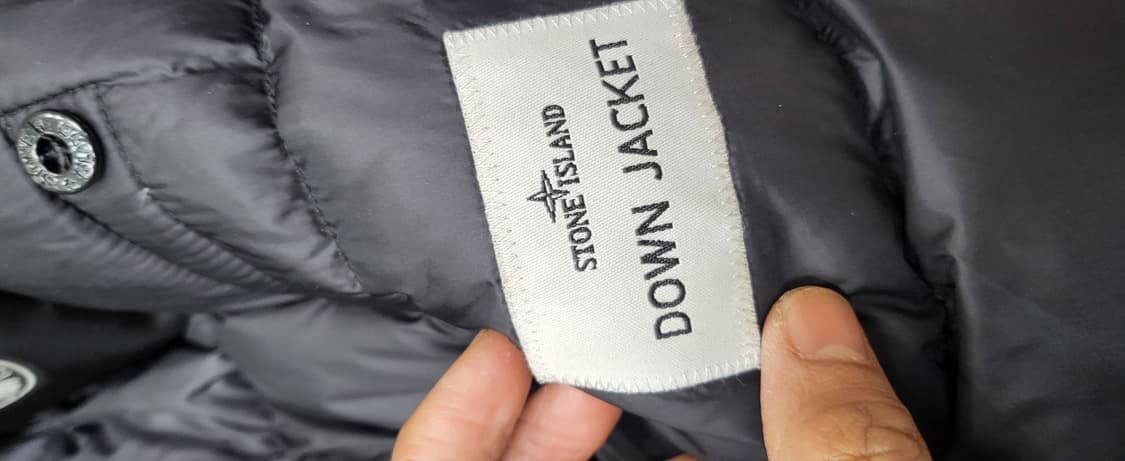 STONE ISLAND
DOWN JACKET